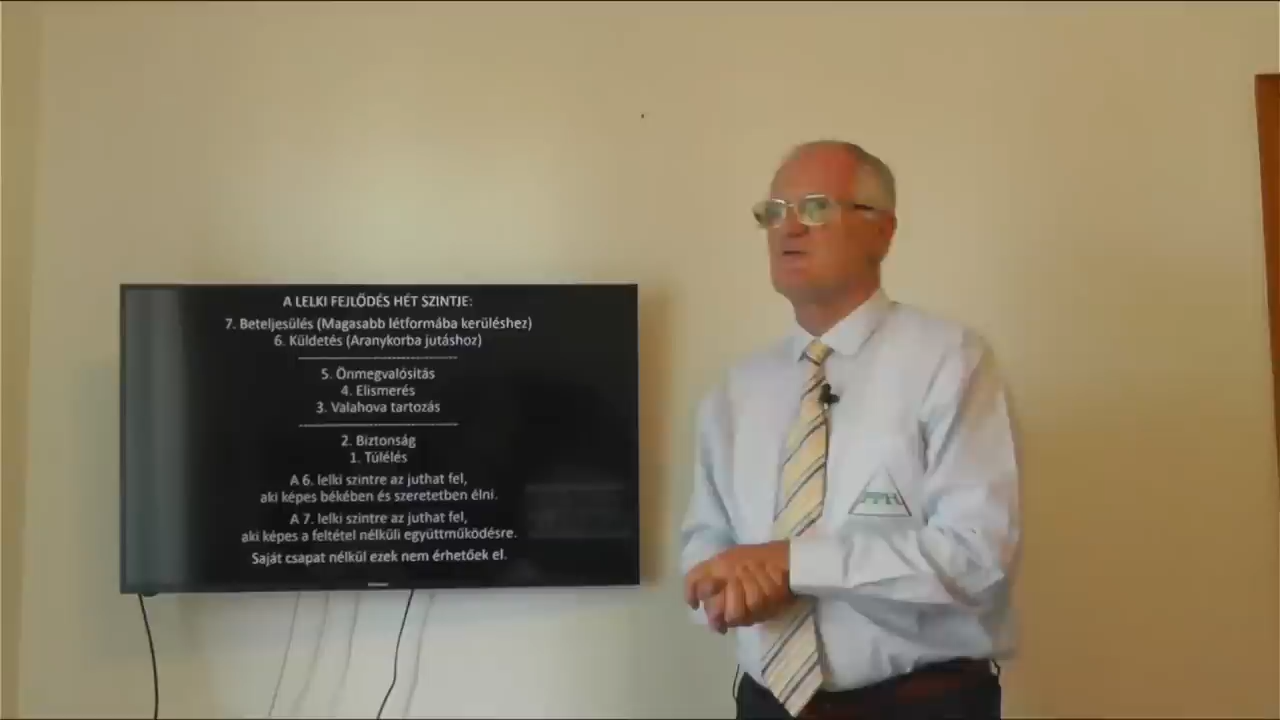 A LELKI FEJLŐDÉS HÉT SZINTJE:
7. Beteljesülés (Magasabb létformába kerüléshez)
6. Küldetés (Aranykorba jutáshoz)
5. Önmegvalósítás
4. Elismerés
3. Valahova tartozás
2. Biztonság
1. Túlélés
A 6. lelki szintre az juthat fel,
aki képes békében és szeretetben élni.
A 7. lelki szintre az juthat fel,
aki képes a feltétel nélküli együttműködésre.
Saját csapat nélkül ezek nem érhetőek el.